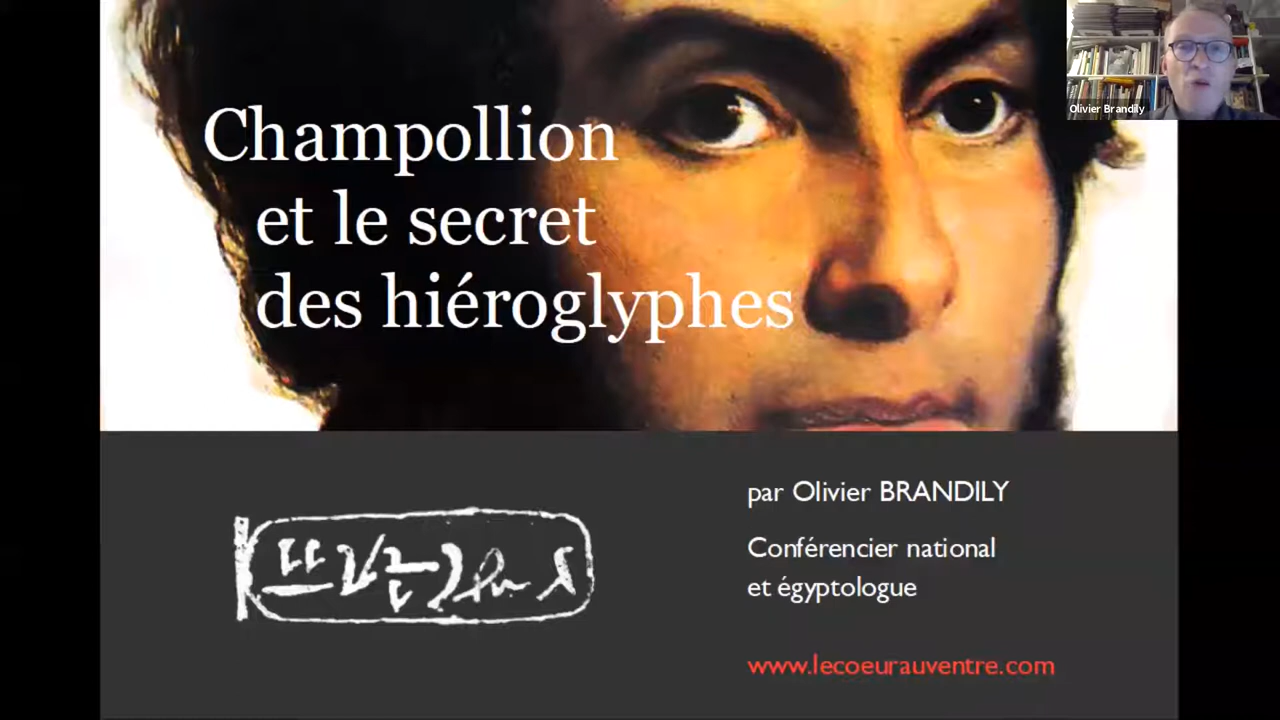 Champollion
et le secret
des hiéroglyphes
Olivier Brandily
par Olivier BRANDILY
Conférencier national
et égyptologue
www.lecoeurauventre.com